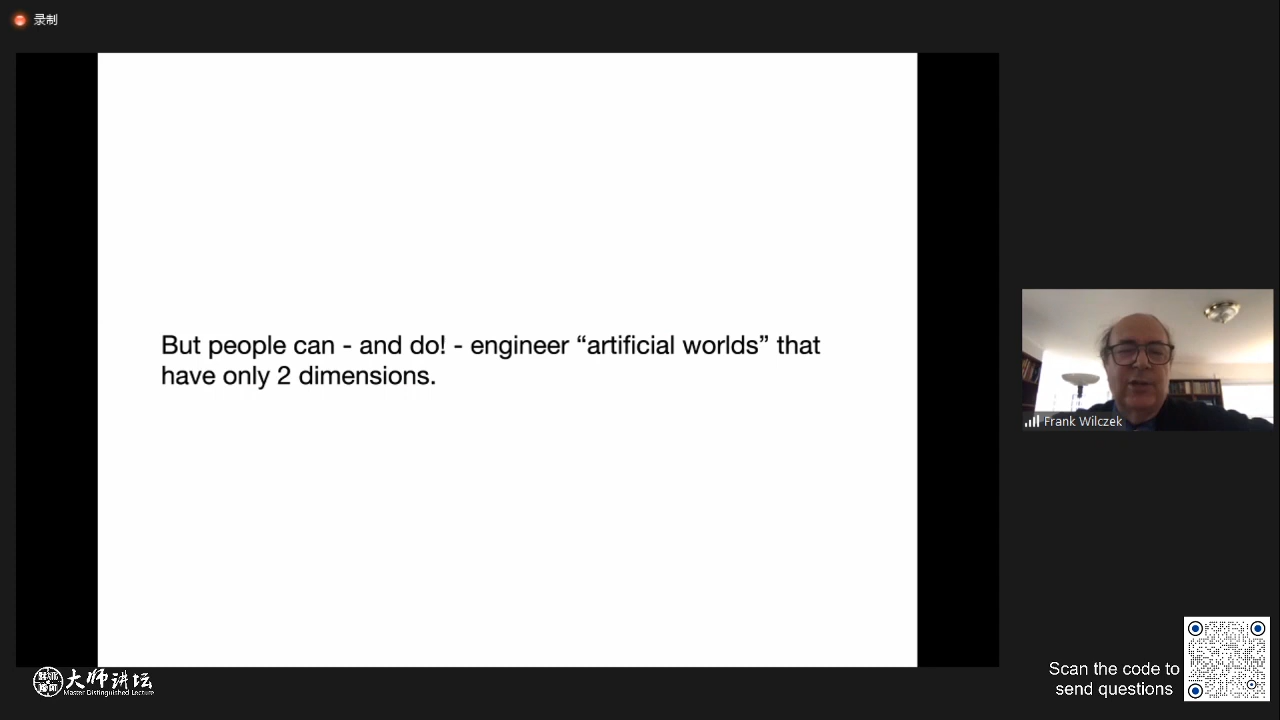 录制
But people can - and do! - engineer “artificial worlds” that
have only 2 dimensions.
Frank Wilczek
大师讲坛
Master Distinguished Lecture
Scan the code to
send questions